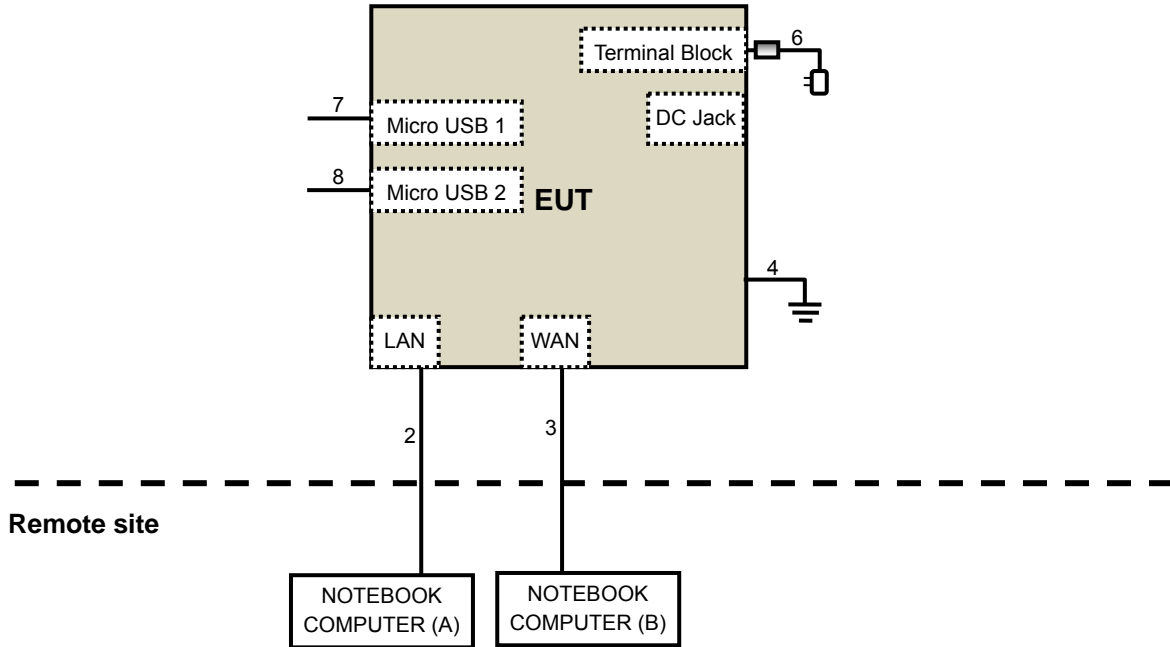 Terminal Block
6
7
Micro USB 1
DC Jack
8
Micro USB 2
EUT
4
LAN
WAN
2
3
Remote site
NOTEBOOK
COMPUTER (A)
NOTEBOOK
COMPUTER (B)